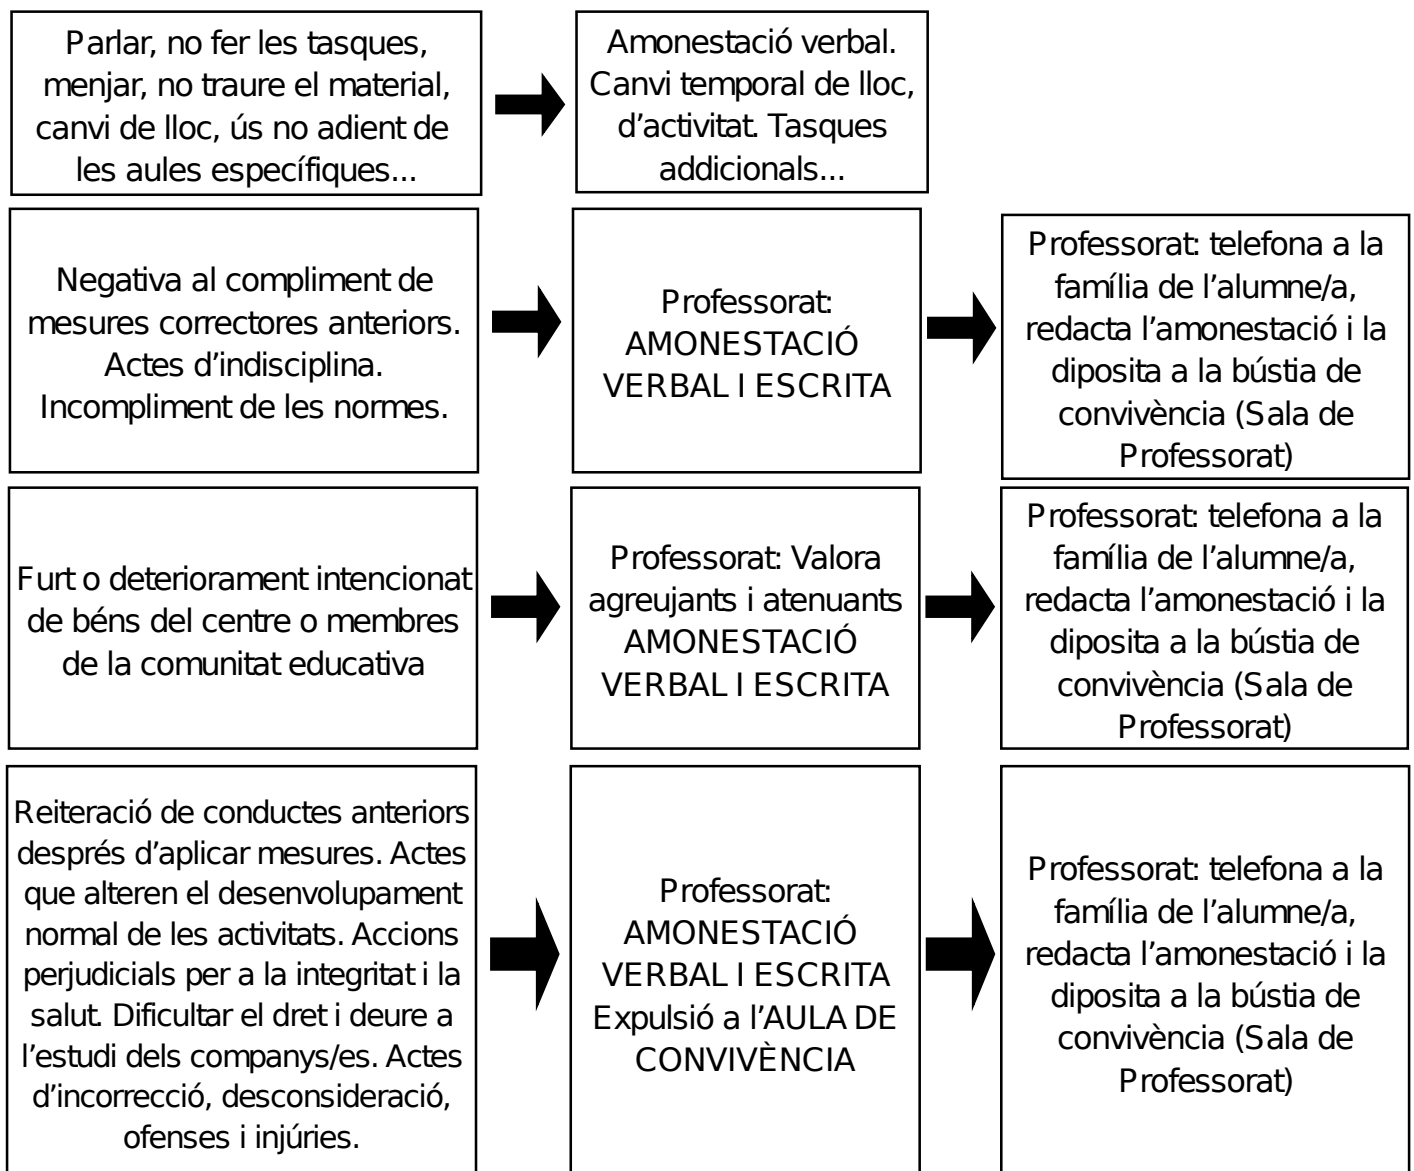 Parlar, no fer les tasques,
menjar, no traure el material,
canvi de lloc, ús no adient de
les aules específiques...
Amonestació verbal.
Canvi temporal de lloc,
d’activitat. Tasques
addicionals...
Negativa al compliment de
mesures correctores anteriors.
Actes d’indisciplina.
Incompliment de les normes.
Professorat:
AMONESTACIÓ
VERBAL I ESCRITA
Professorat: telefona a la
família de l’alumne/a,
redacta l’amonestació i la
diposita a la bústia de
convivència (Sala de
Professorat)
Furt o deteriorament intencionat
de béns del centre o membres
de la comunitat educativa
Professorat: Valora
agreujants i atenuants
AMONESTACIÓ
VERBAL I ESCRITA
Professorat: telefona a la
família de l’alumne/a,
redacta l’amonestació i la
diposita a la bústia de
convivència (Sala de
Professorat)
Reiteració de conductes anteriors
després d’aplicar mesures. Actes
que alteren el desenvolupament
normal de les activitats. Accions
perjudicials per a la integritat i la
salut. Dificultar el dret i deure a
l’estudi dels companys/es. Actes
d’incorrecció, desconsideració,
ofenses i injúries.
Professorat:
AMONESTACIÓ
VERBAL I ESCRITA
Expulsió a l’AULA DE
CONVIVÈNCIA
Professorat: telefona a la
família de l’alumne/a,
redacta l’amonestació i la
diposita a la bústia de
convivència (Sala de
Professorat)